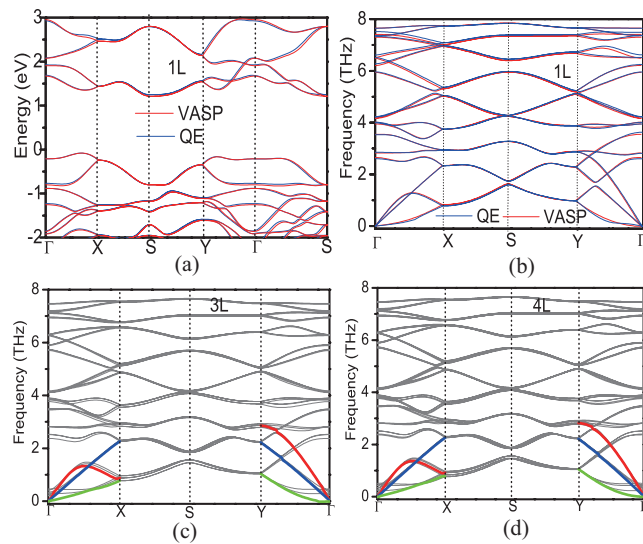 3
2
1
0
-1
-2
Energy (eV)
1L
VASP
QE
Γ X S Y Γ S
(a)
8
6
4
2
0
Frequency (THz)
1L
QE VASP
Γ X S Y Γ
(b)
8
6
4
2
0
Frequency (THz)
3L
Γ X S Y Γ
(c)
8
6
4
2
0
Frequency (THz)
4L
Γ X S Y Γ
(d)